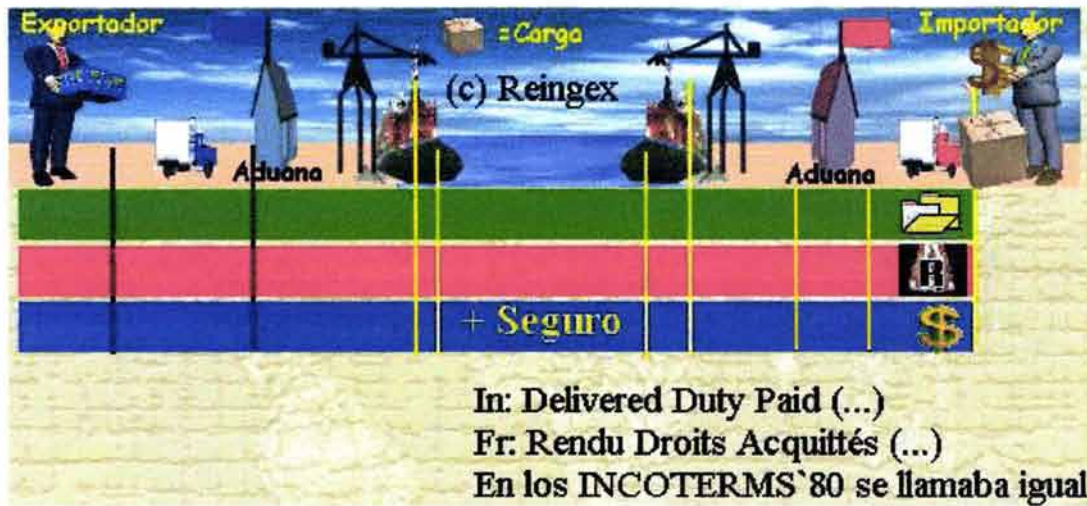 Exportador
=Carga
Importador
(c) Reingex
Aduana
Aduana
R
$
+ Seguro
In: Delivered Duty Paid (...)
Fr: Rendu Droits Acquittés (...)
En los INCOTERMS`80 se llamaba igual